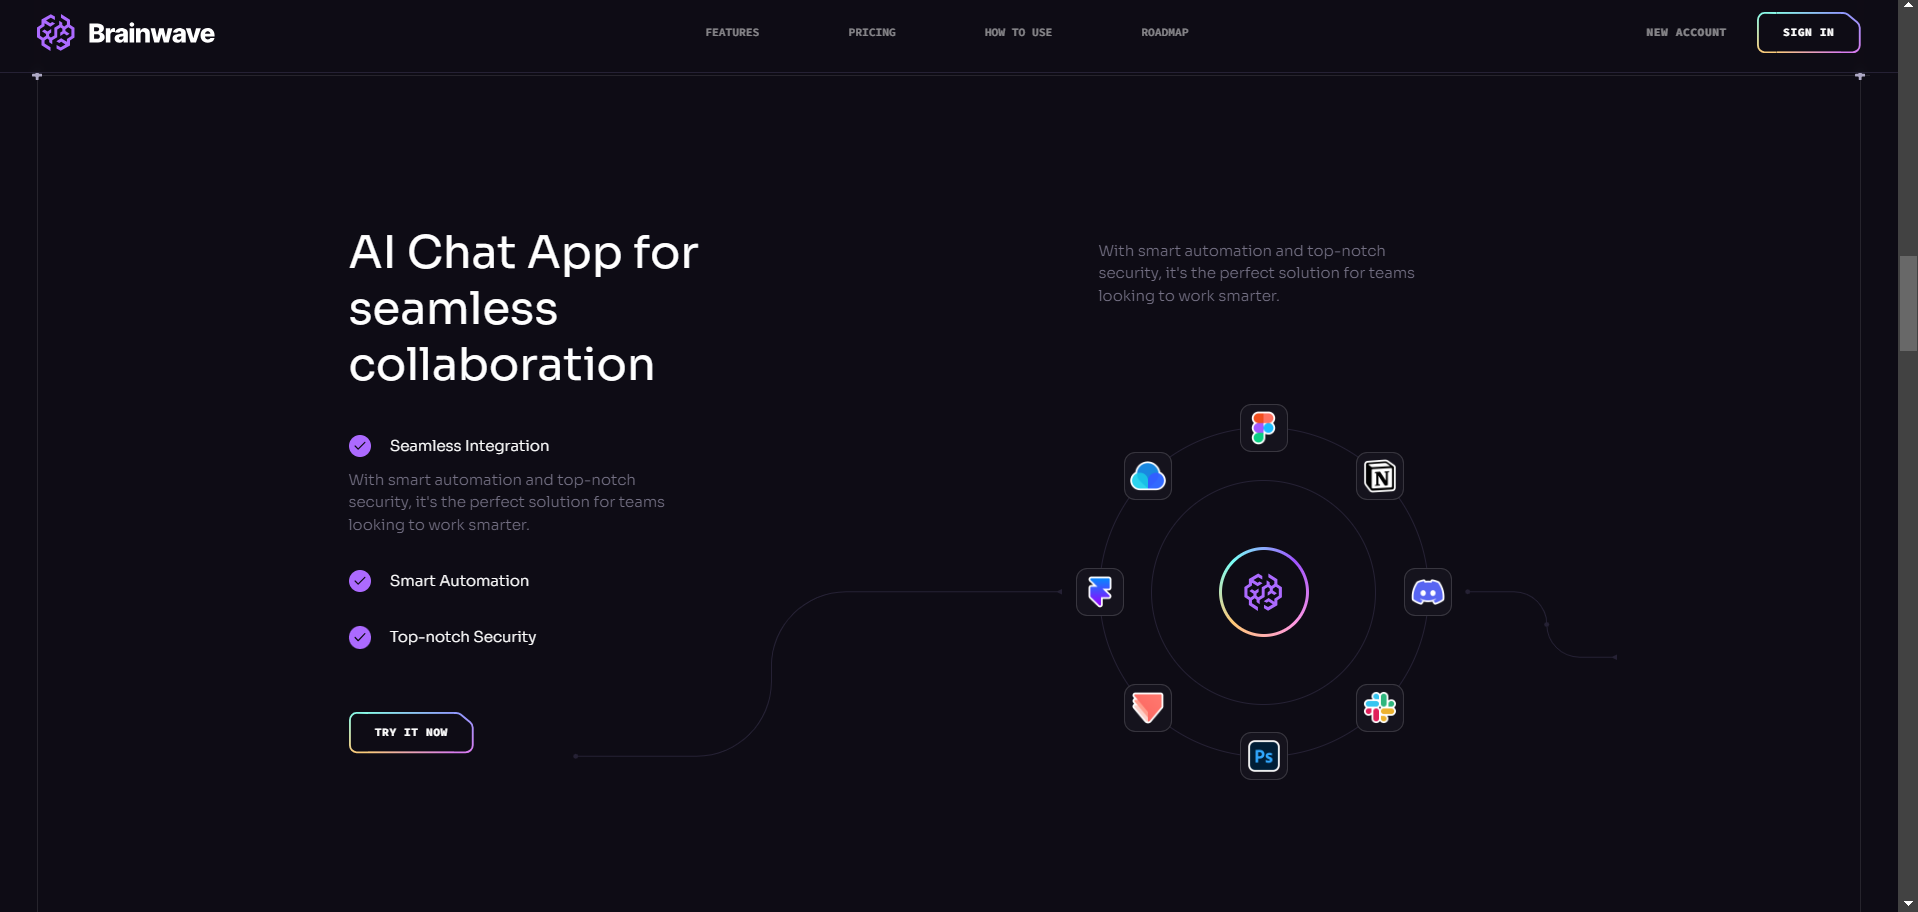 Brainwave
FEATURES
PRICING
HOW TO USE
ROADMAP
NEW ACCOUNT
SIGN IN
AI Chat App for
seamless
collaboration
Seamless Integration
With smart automation and top-notch
security, it's the perfect solution for teams
looking to work smarter.
Smart Automation
Top-notch Security
TRY IT NOW
With smart automation and top-notch
security, it's the perfect solution for teams
looking to work smarter.
N
Ps